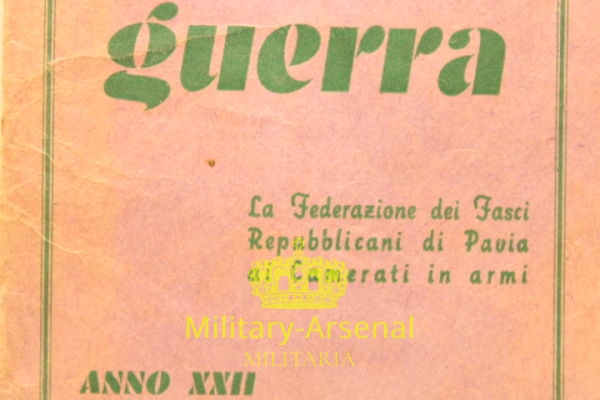 guerra
La Federazione dei Fasci
Repubblicani di Pavia
ai Camerati in armi
Military-Arsenal
MILITARIA
ANNO XXII